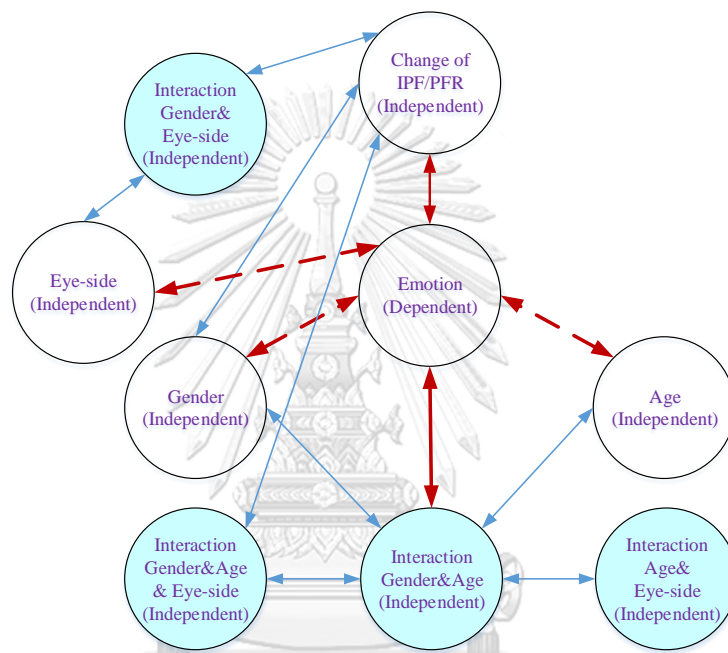 Change of
IPF/PFR
(Independent)
Interaction
Gender&
Eye-side
(Independent)
Eye-side
(Independent)
Emotion
(Dependent)
Gender
(Independent)
Age
(Independent)
Interaction
Gender&Age
& Eye-side
(Independent)
Interaction
Gender&Age
(Independent)
Interaction
Age&
Eye-side
(Independent)